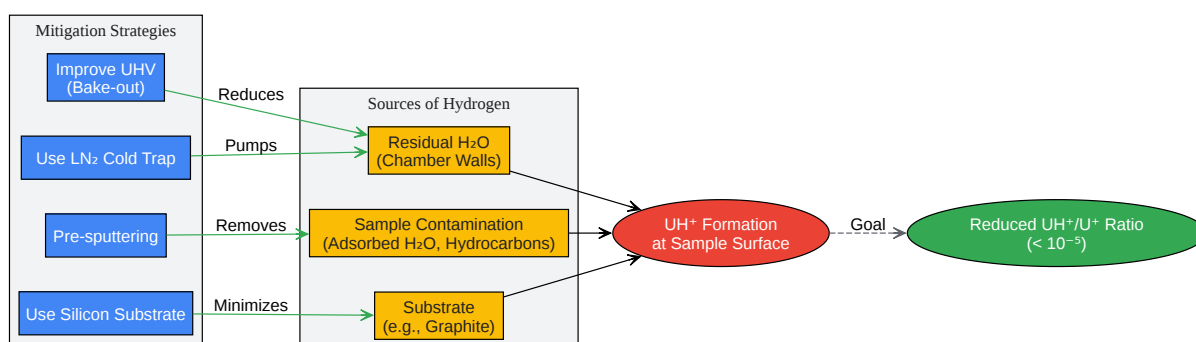 Mitigation Strategies
Improve UHV
(Bake-out)
Use LN₂ Cold Trap
Pre-sputtering
Use Silicon Substrate
Reduces
Pumps
Removes
Minimizes
Sources of Hydrogen
Residual H₂O
(Chamber Walls)
Sample Contamination
(Adsorbed H₂O, Hydrocarbons)
Substrate
(e.g., Graphite)
UH⁺ Formation
at Sample Surface
Goal
Reduced UH⁺/U⁺ Ratio
(< 10⁻⁵)